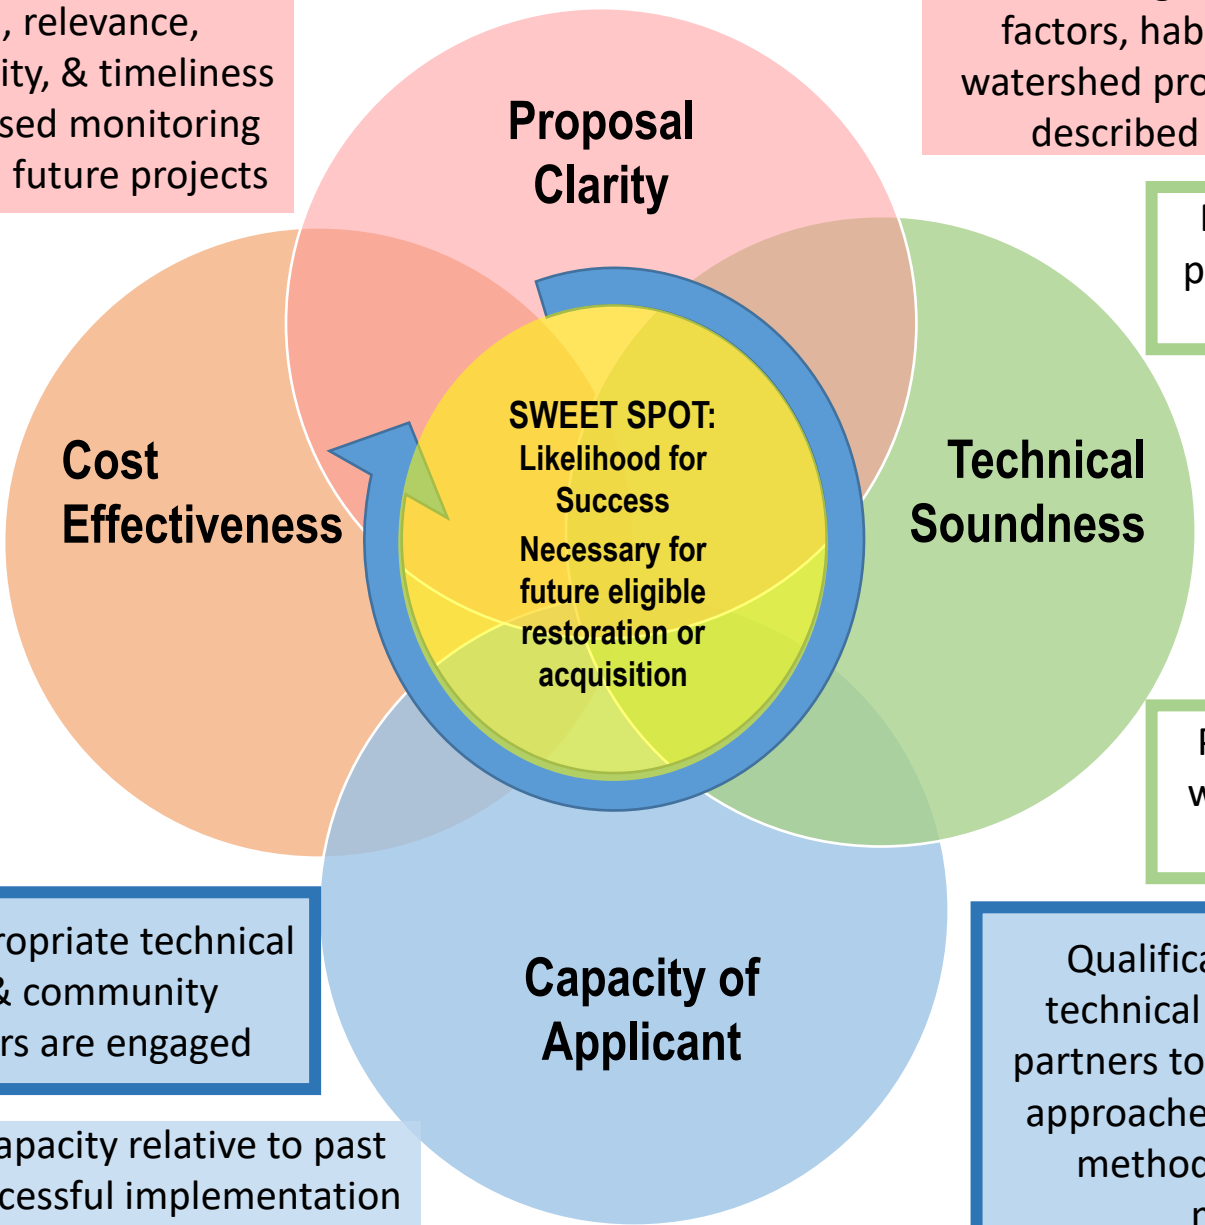 , relevance,
ity, & timeliness
sed monitoring
future projects
factors, hab
watershed pro
described
Proposal
Clarity
Cost
Effectiveness
SWEET SPOT:
Likelihood for
Success
Necessary for
future eligible
restoration or
acquisition
Technical
Soundness
p
w
ropriate technical
& community
rs are engaged
Capacity of
Applicant
Qualifica
technical
partners to
approache
method
apacity relative to past
cessful implementation